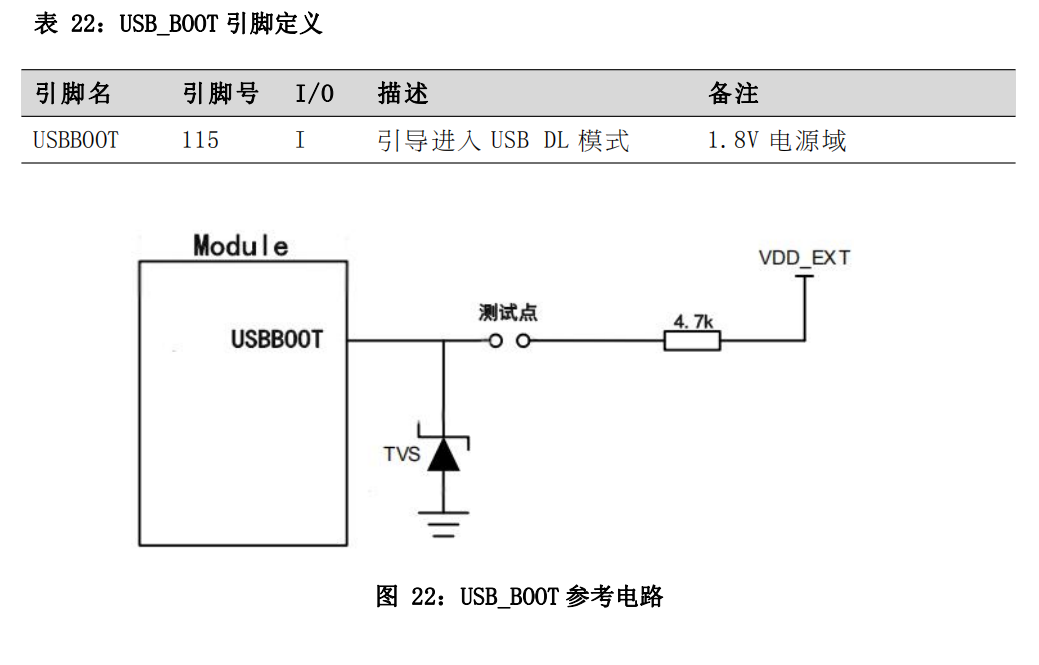 表 22: USB_BOOT 引脚定义
引脚名 引脚号 I/O 描述 备注
USBBOOT 115 I 引导进入 USB DL 模式 1.8V 电源域
Module
VDD_EXT
测试点
4.7k
USBBOOT
TVS
图 22: USB_BOOT 参考电路